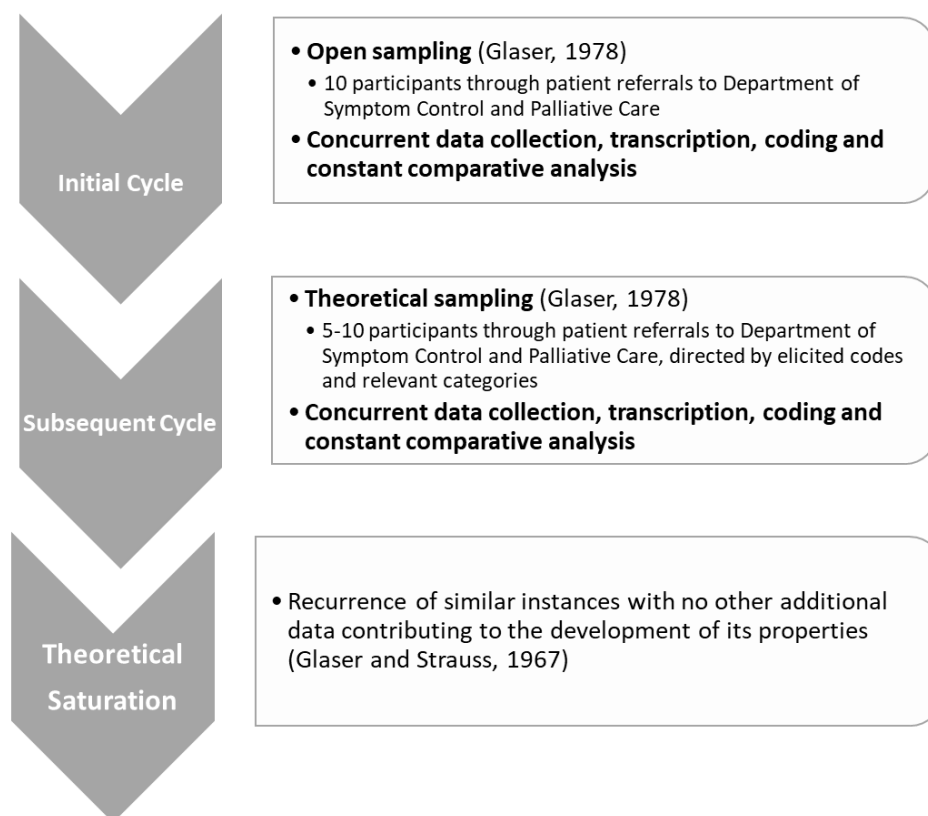 • Open sampling (Glaser, 1978)
• 10 participants through patient referrals to Department of
Symptom Control and Palliative Care
• Concurrent data collection, transcription, coding and
constant comparative analysis
Initial Cycle
• Theoretical sampling (Glaser, 1978)
• 5-10 participants through patient referrals to Department of
Symptom Control and Palliative Care, directed by elicited codes
and relevant categories
• Concurrent data collection, transcription, coding and
constant comparative analysis
Subsequent Cycle
• Recurrence of similar instances with no other additional
data contributing to the development of its properties
(Glaser and Strauss, 1967)
Theoretical
Saturation